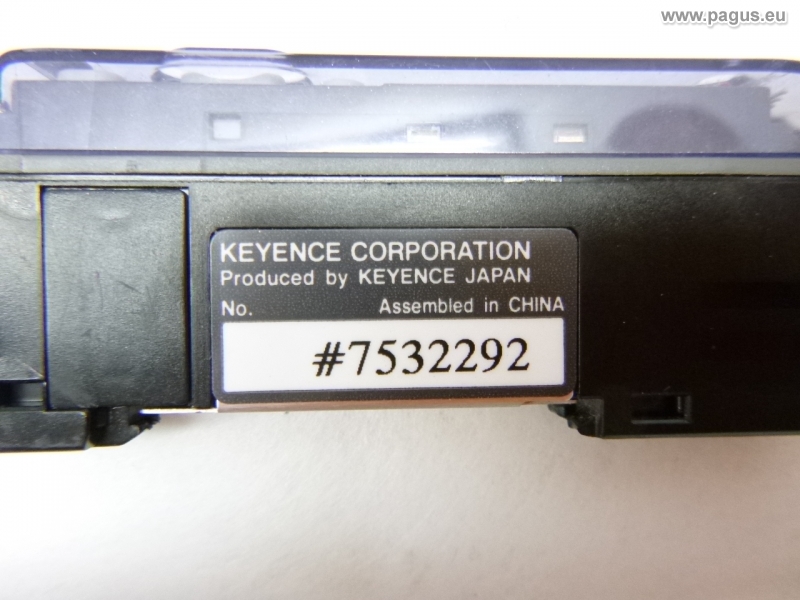 www.pagus.eu
KEYENCE CORPORATION
Produced by KEYENCE JAPAN
No. Assembled in CHINA
#7532292